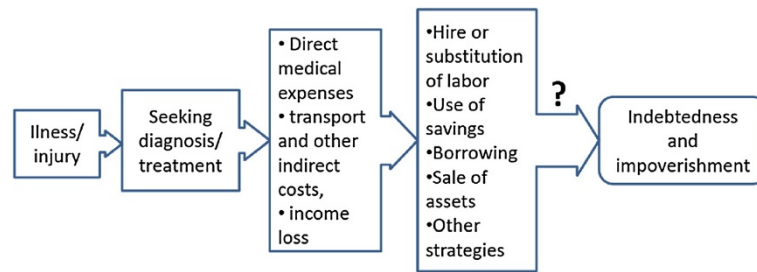 Ilness/
injury
Seeking
diagnosis/
treatment
• Direct
medical
expenses
• transport
and other
indirect
costs,
• income
loss
•Hire or
substitution
of labor
•Use of
savings
•Borrowing
•Sale of
assets
•Other
strategies
?
Indebtedness
and
impoverishment